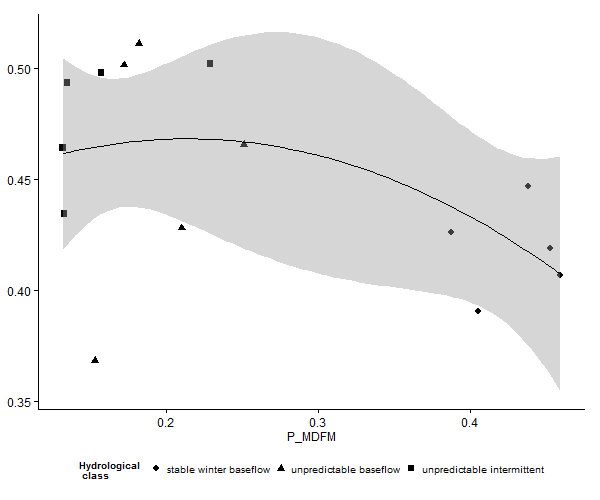 0.50
0.45
0.40
0.35
0.2 0.3 0.4
P_MDFM
Hydrological
class
stable winter baseflow unpredictable baseflow unpredictable intermittent